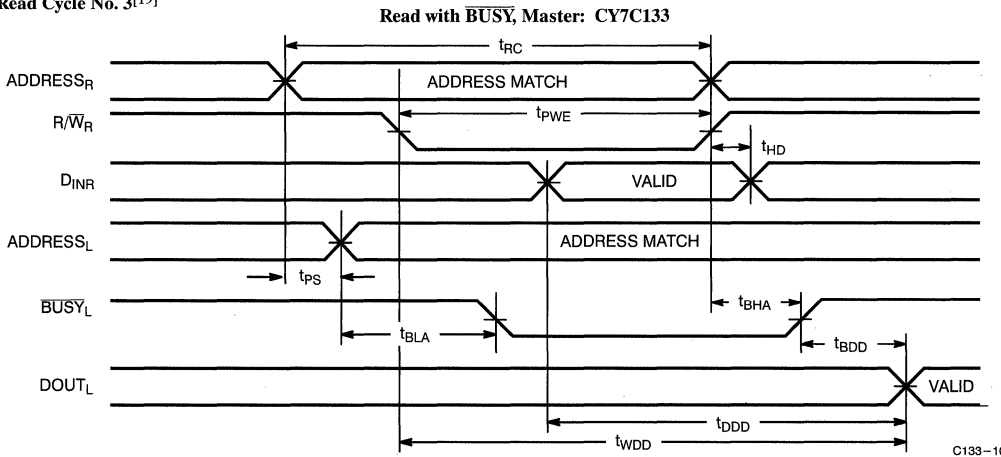 Read Cycle No. 3[19]
Read with BUSY, Master: CY7C133
tRC
ADDRESSR
ADDRESS MATCH
R/WR
tPWE
tHD
DINR
VALID
ADDRESSL
ADDRESS MATCH
tPS
BUSYL
tBHA
tBLA
tBDD
DOUTL
VALID
tDDD
tWDD
C133-10